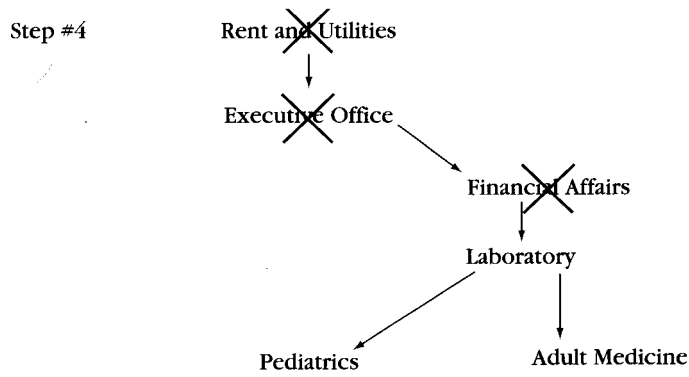 Step #4
Rent and Utilities
Executive Office
Financial Affairs
Laboratory
Pediatrics
Adult Medicine